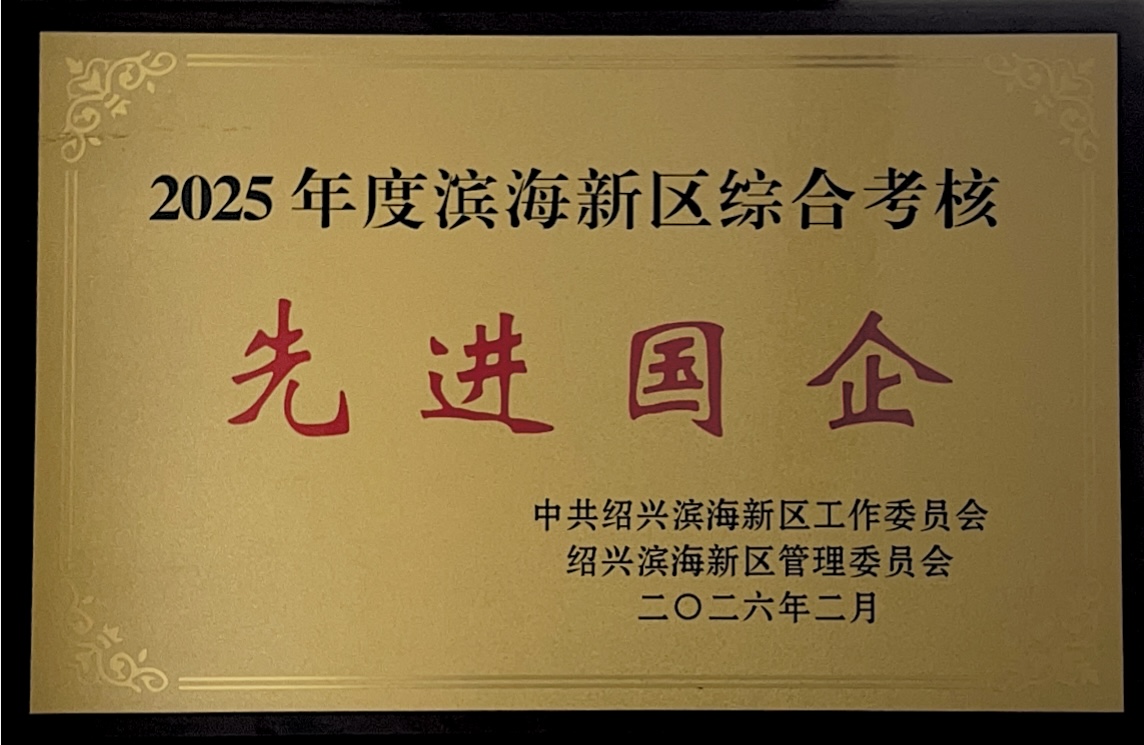 2025年度滨海新区综合考核
先进国企
中共绍兴滨海新区工作委员会
绍兴滨海新区管理委员会
二〇二六年二月